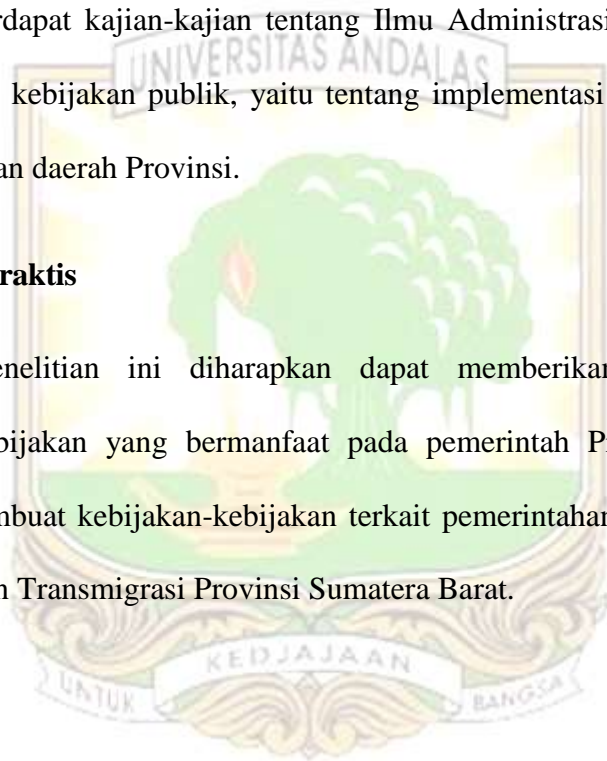 rdapat kajian-kajian tentang Ilmu Administrasi
UNIVERSITAS ANDALAS
kebijakan publik, yaitu tentang implementasi
an daerah Provinsi.
raktis
enelitian ini diharapkan dapat memberikan
bijakan yang bermanfaat pada pemerintah P
mbuat kebijakan-kebijakan terkait pemerintahan
n Transmigrasi Provinsi Sumatera Barat.
KEDJAJAAN
UNTUK BANGSA